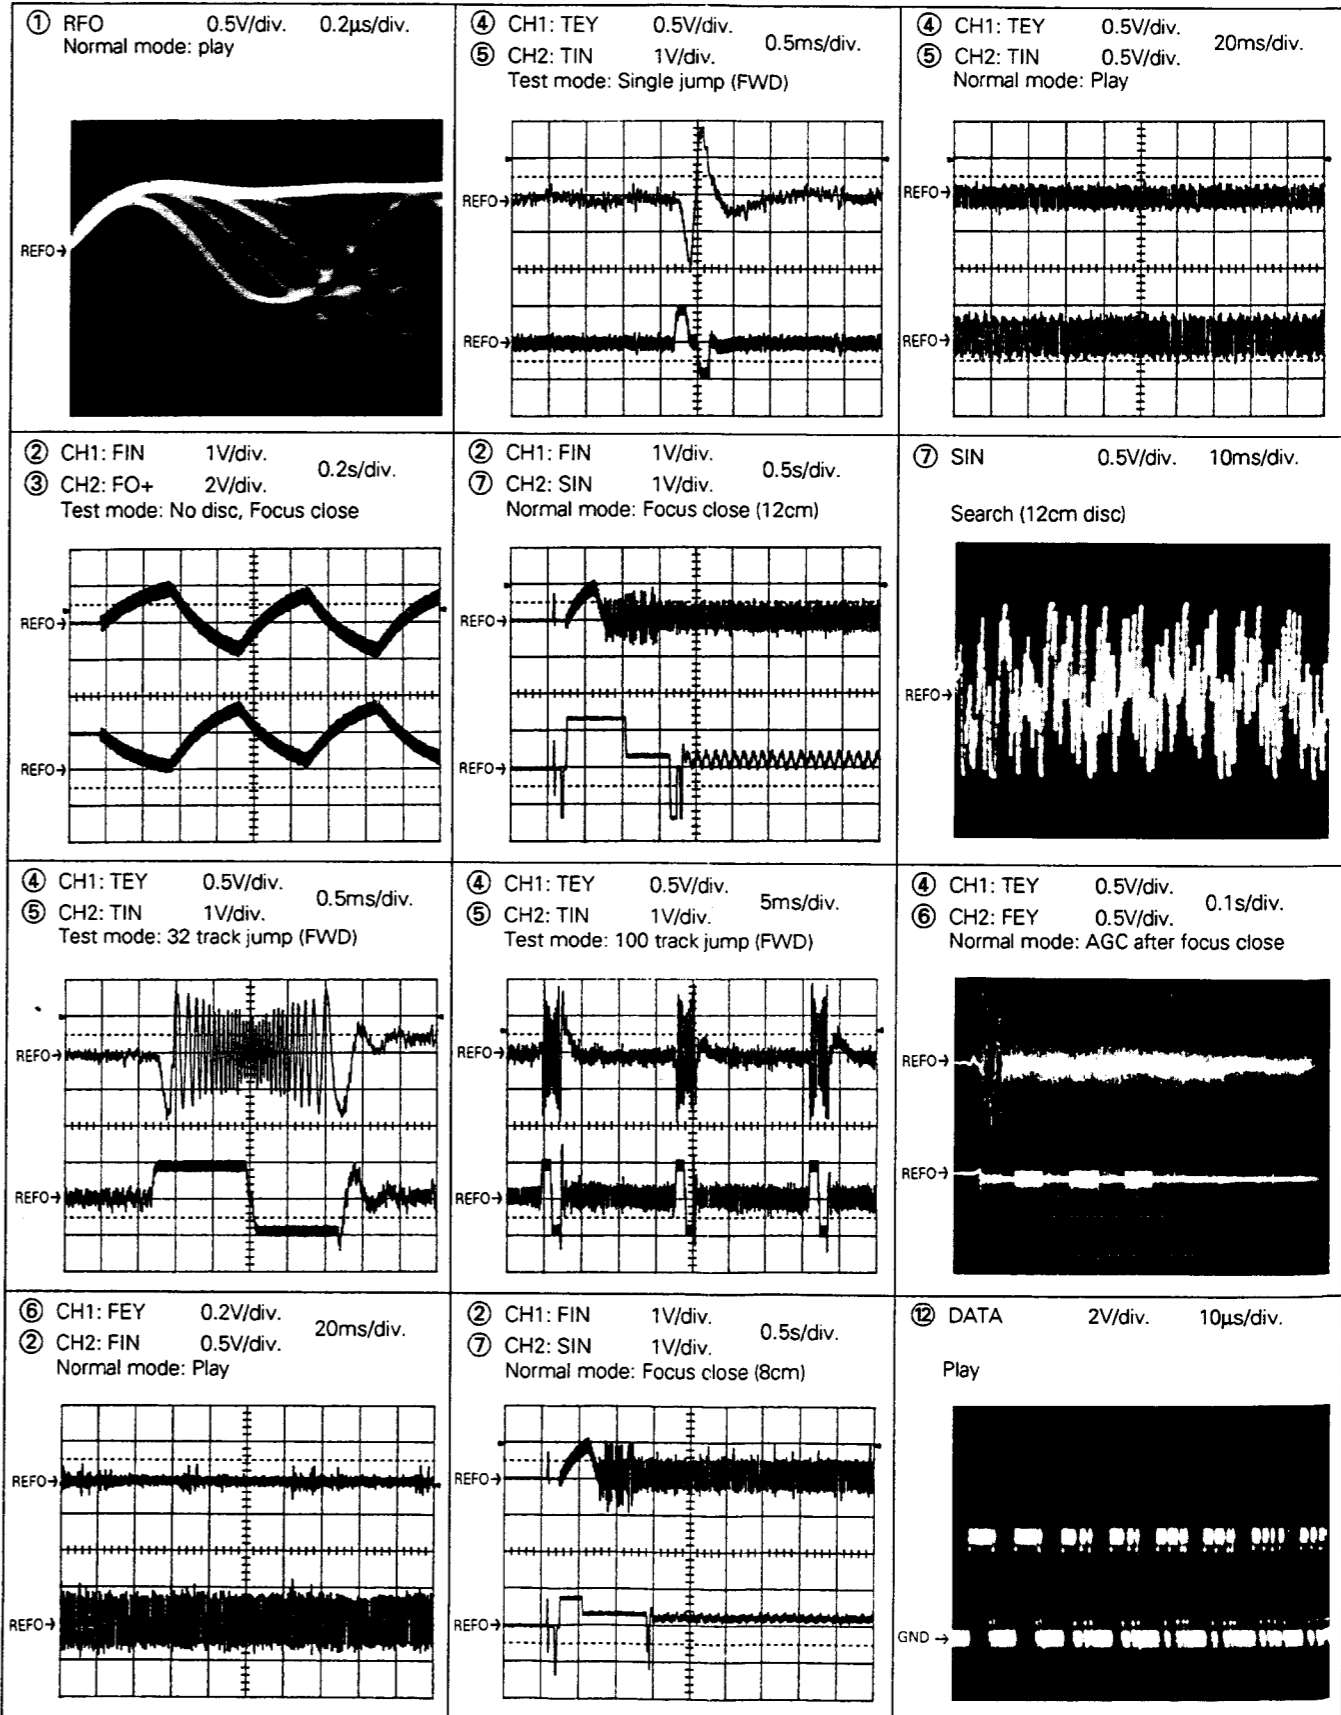 ① RFO 0.5V/div. 0.2µs/div.
Normal mode: play
REFO→
④ CH1: TEY 0.5V/div.
0.5ms/div.
⑤ CH2: TIN 1V/div.
Test mode: Single jump (FWD)
REFO→
REFO→
④ CH1: TEY 0.5V/div.
20ms/div.
⑤ CH2: TIN 0.5V/div.
Normal mode: Play
REFO→
REFO→
② CH1: FIN 1V/div.
0.2s/div.
③ CH2: FO+ 2V/div.
Test mode: No disc, Focus close
REFO→
REFO→
② CH1: FIN 1V/div.
0.5s/div.
⑦ CH2: SIN 1V/div.
Normal mode: Focus close (12cm)
REFO→
REFO→
⑦ SIN 0.5V/div. 10ms/div.
Search (12cm disc)
REFO→
④ CH1: TEY 0.5V/div.
0.5ms/div.
⑤ CH2: TIN 1V/div.
Test mode: 32 track jump (FWD)
REFO→
REFO→
④ CH1: TEY 0.5V/div.
5ms/div.
⑤ CH2: TIN 1V/div.
Test mode: 100 track jump (FWD)
REFO→
REFO→
④ CH1: TEY 0.5V/div.
0.1s/div.
⑥ CH2: FEY 0.5V/div.
Normal mode: AGC after focus close
REFO→
REFO→
⑥ CH1: FEY 0.2V/div.
20ms/div.
② CH2: FIN 0.5V/div.
Normal mode: Play
REFO→
REFO→
② CH1: FIN 1V/div.
0.5s/div.
⑦ CH2: SIN 1V/div.
Normal mode: Focus close (8cm)
REFO→
REFO→
⑫ DATA 2V/div. 10µs/div.
Play
GND →